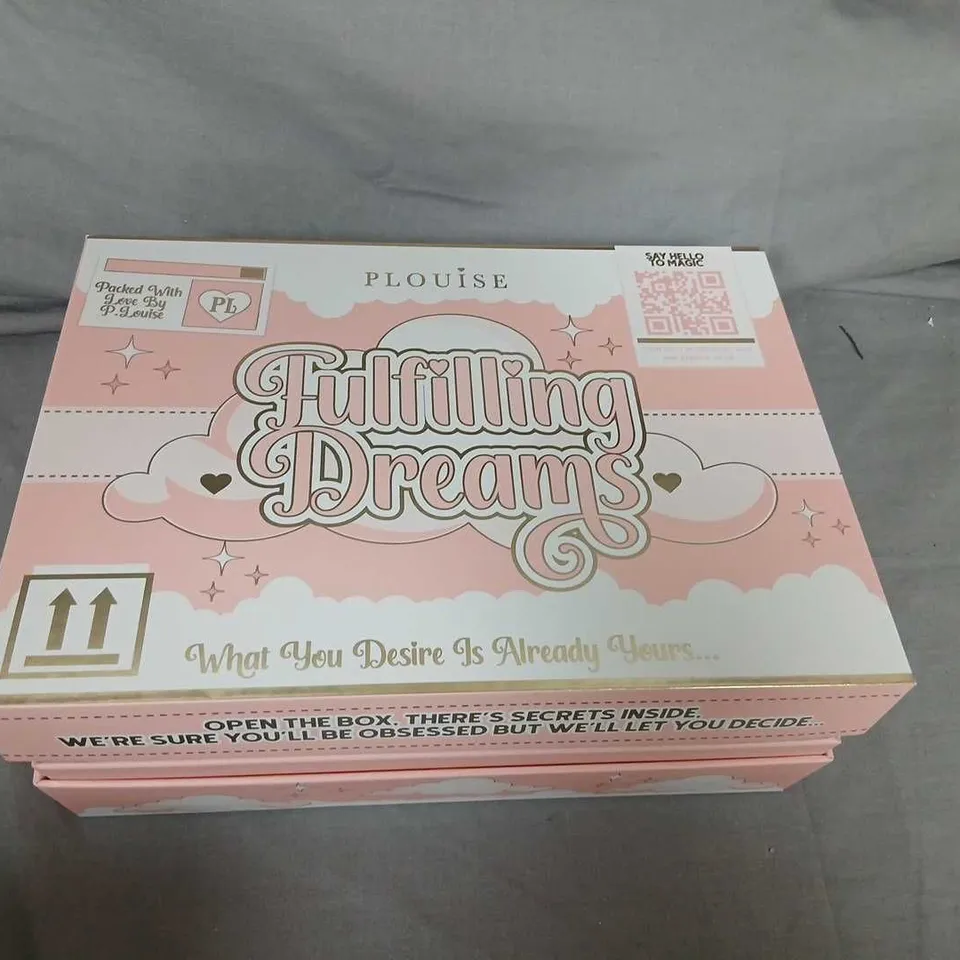 PLOUISE
SAY HELLO
TO MAGIC
Packed With
Love By
P.Louise
PL
Fulfilling
Dreams
What You Desire Is Already Yours...
OPEN THE BOX. THERE'S SECRETS INSIDE.
WE'RE SURE YOU'LL BE OBSESSED BUT WE'LL LET YOU DECIDE...